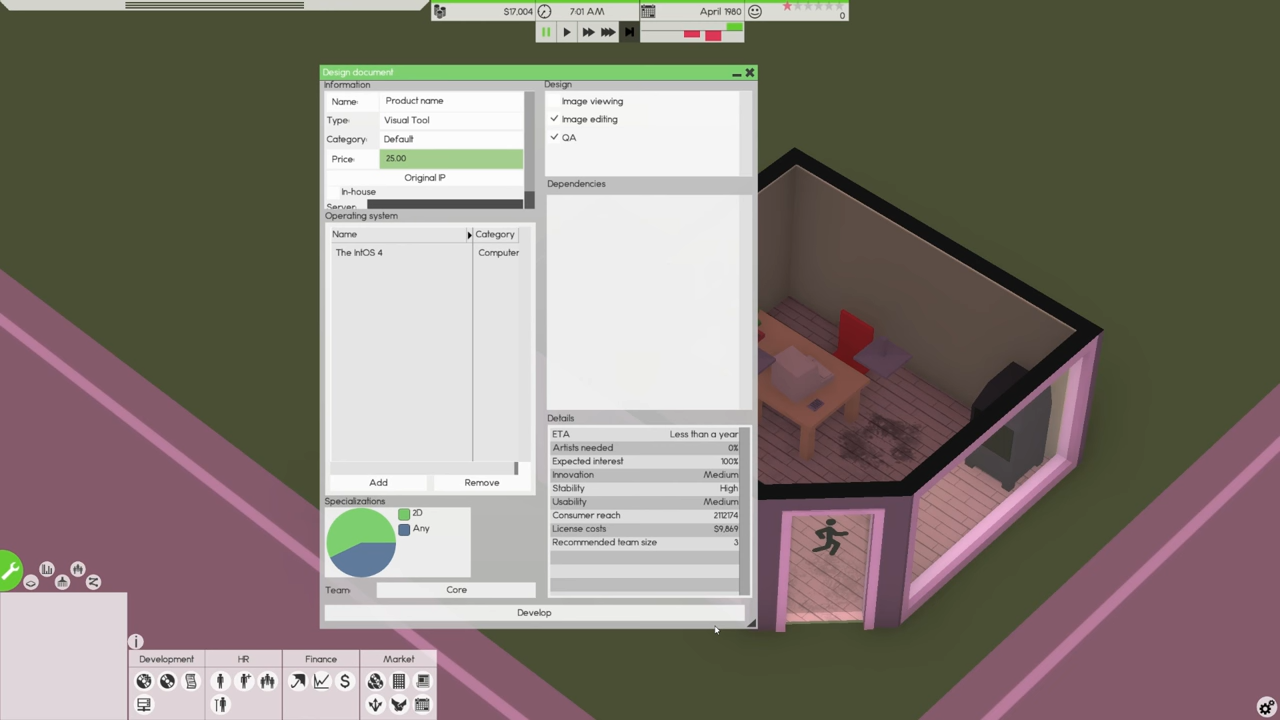 $17,004
7:01 AM
April 1980
0
Design document
Information
Name: Product name
Type: Visual Tool
Category: Default
Price: 25.00
Original IP
In-house
Server:
Operating system
Name Category
The IntOS 4 Computer
Add Remove
Specializations
2D
Any
Team: Core
Develop
Design
Image viewing
Image editing
QA
Dependencies
Details
ETA Less than a year
Artists needed 0%
Expected interest 100%
Innovation Medium
Stability High
Usability Medium
Consumer reach 2112174
License costs $9,869
Recommended team size 3
Development HR Finance Market